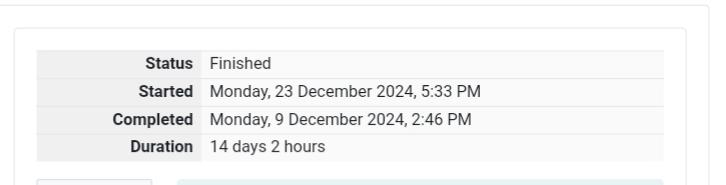 Status Finished
Started Monday, 23 December 2024, 5:33 PM
Completed Monday, 9 December 2024, 2:46 PM
Duration 14 days 2 hours